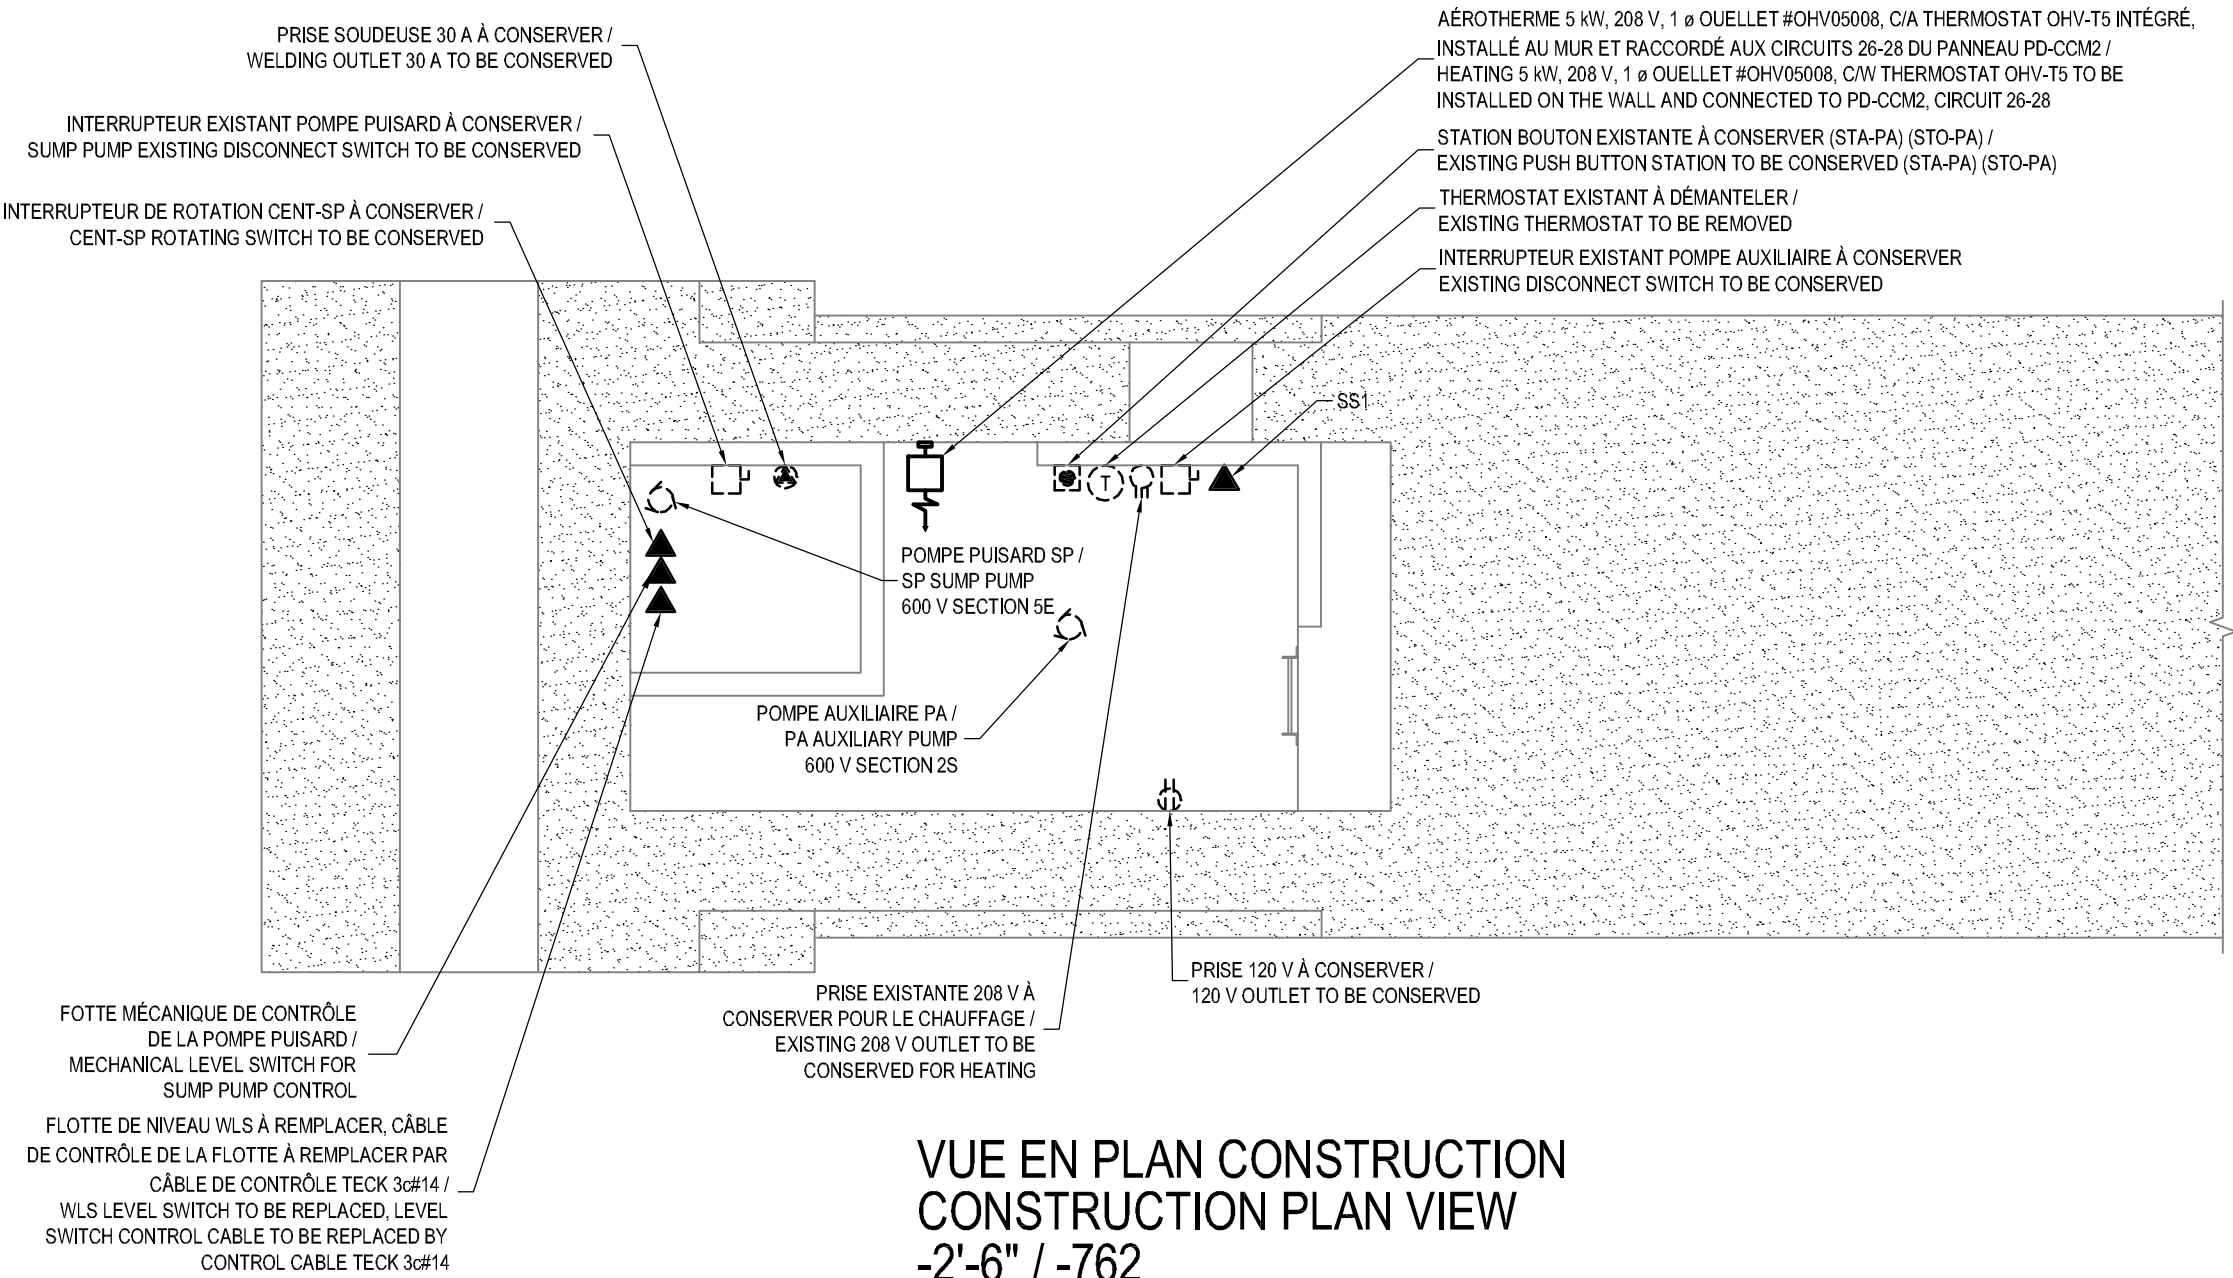 PRISE SOUDEUSE 30 A À CONSERVER /
WELDING OUTLET 30 A TO BE CONSERVED
INTERRUPTEUR EXISTANT POMPE PUISARD À CONSERVER /
SUMP PUMP EXISTING DISCONNECT SWITCH TO BE CONSERVED
INTERRUPTEUR DE ROTATION CENT-SP À CONSERVER /
CENT-SP ROTATING SWITCH TO BE CONSERVED
AÉROTHERME 5 kW, 208 V, 1 ø OUELLET #OHV05008, C/A THERMOSTAT OHV-T5 INTÉGRÉ,
INSTALLÉ AU MUR ET RACCORDÉ AUX CIRCUITS 26-28 DU PANNEAU PD-CCM2 /
HEATING 5 kW, 208 V, 1 ø OUELLET #OHV05008, C/W THERMOSTAT OHV-T5 TO BE
INSTALLED ON THE WALL AND CONNECTED TO PD-CCM2, CIRCUIT 26-28
STATION BOUTON EXISTANTE À CONSERVER (STA-PA) (STO-PA) /
EXISTING PUSH BUTTON STATION TO BE CONSERVED (STA-PA) (STO-PA)
THERMOSTAT EXISTANT À DÉMANTELER /
EXISTING THERMOSTAT TO BE REMOVED
INTERRUPTEUR EXISTANT POMPE AUXILIAIRE À CONSERVER
EXISTING DISCONNECT SWITCH TO BE CONSERVED
SS1
T
POMPE PUISARD SP /
SP SUMP PUMP
600 V SECTION 5E
POMPE AUXILIAIRE PA /
PA AUXILIARY PUMP
600 V SECTION 2S
PRISE 120 V À CONSERVER /
120 V OUTLET TO BE CONSERVED
PRISE EXISTANTE 208 V À
CONSERVER POUR LE CHAUFFAGE /
EXISTING 208 V OUTLET TO BE
CONSERVED FOR HEATING
FOTTE MÉCANIQUE DE CONTRÔLE
DE LA POMPE PUISARD /
MECHANICAL LEVEL SWITCH FOR
SUMP PUMP CONTROL
FLOTTE DE NIVEAU WLS À REMPLACER, CÂBLE
DE CONTRÔLE DE LA FLOTTE À REMPLACER PAR
CÂBLE DE CONTRÔLE TECK 3c#14 /
WLS LEVEL SWITCH TO BE REPLACED, LEVEL
SWITCH CONTROL CABLE TO BE REPLACED BY
CONTROL CABLE TECK 3c#14
VUE EN PLAN CONSTRUCTION
CONSTRUCTION PLAN VIEW
-2'-6" / -762